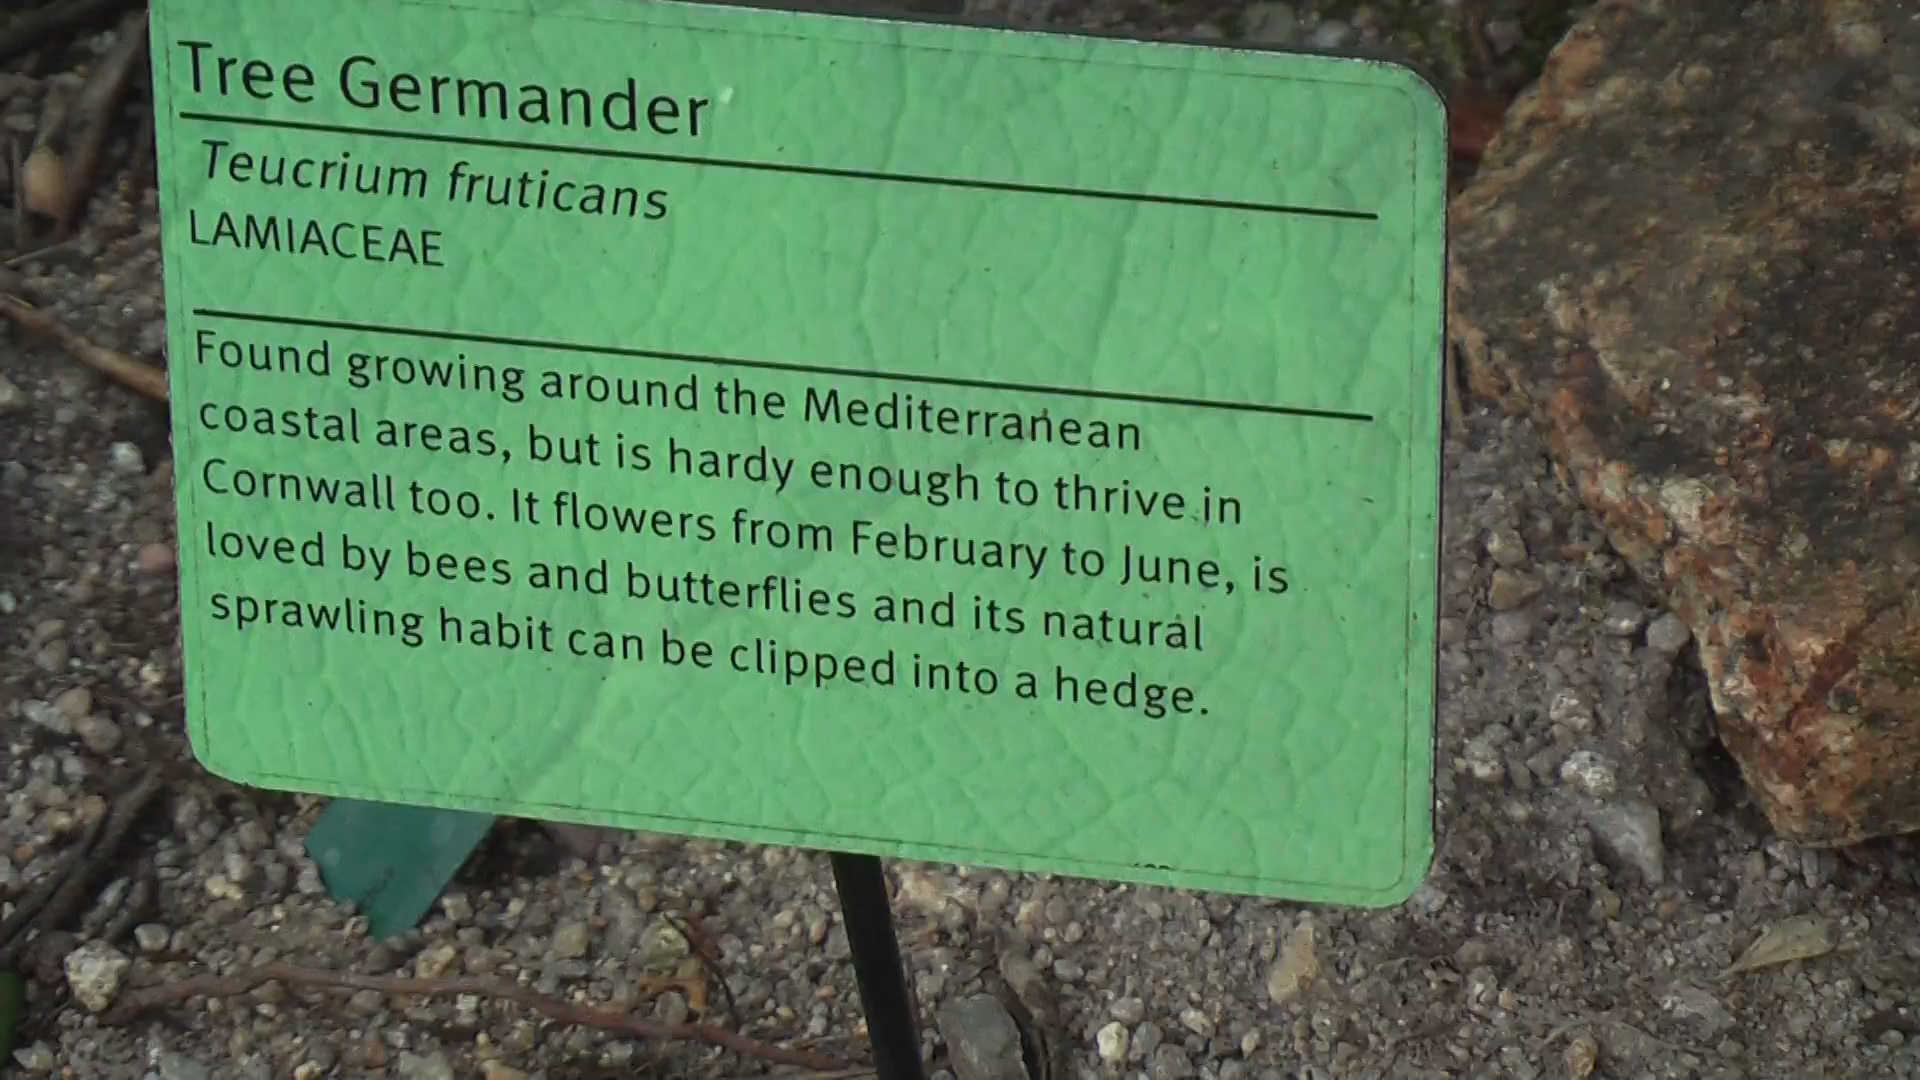 Tree Germander
Teucrium fruticans
LAMIACEAE
Found growing around the Mediterranean
coastal areas, but is hardy enough to thrive in
Cornwall too. It flowers from February to June, is
loved by bees and butterflies and its natural
sprawling habit can be clipped into a hedge.